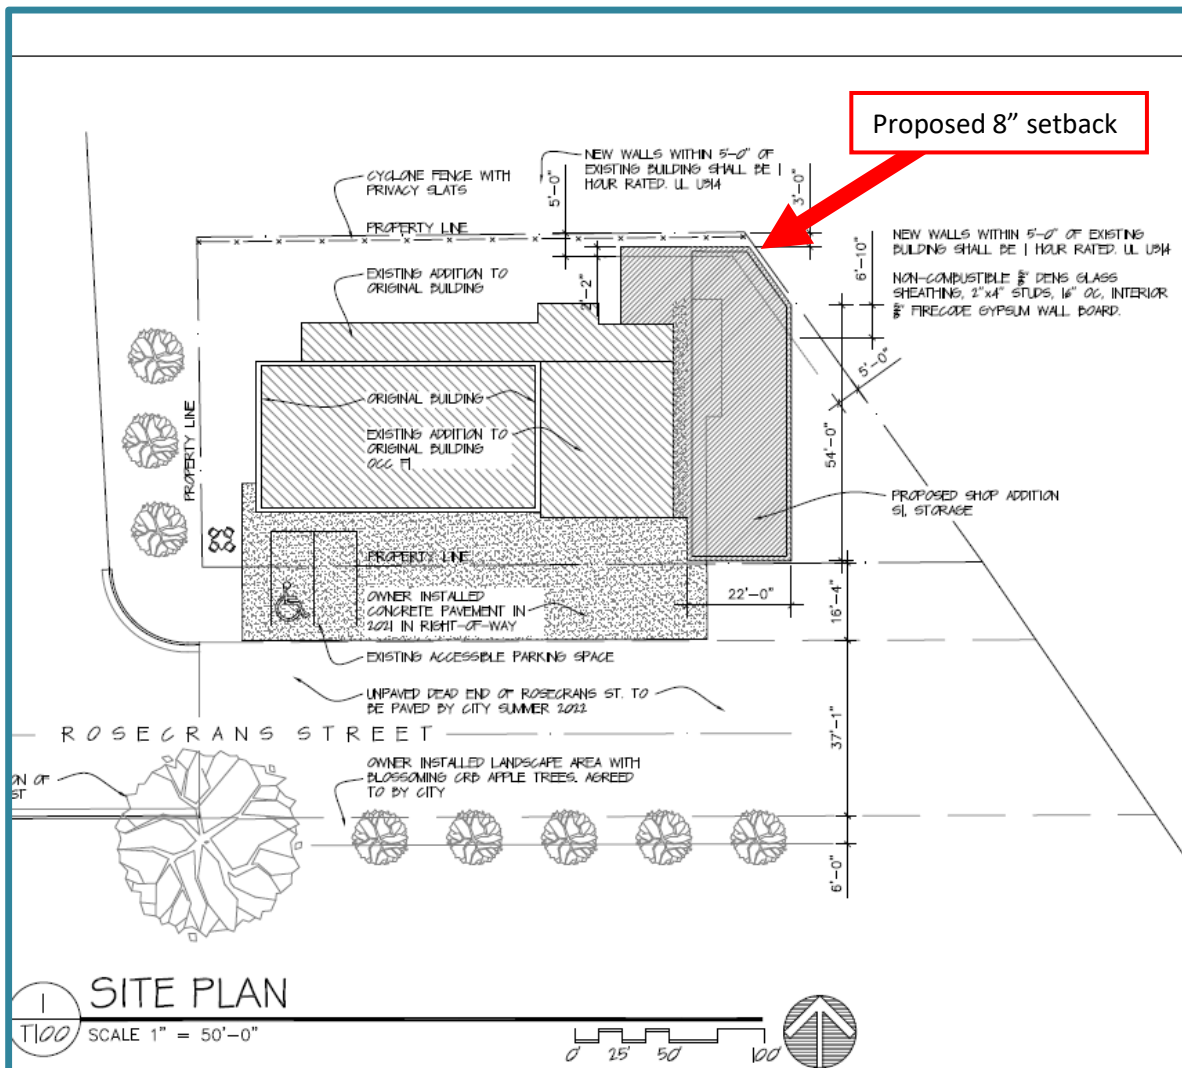 Proposed 8” setback
NEW WALLS WITHIN 5'-0" OF
EXISTING BUILDING SHALL BE 1
HOUR RATED. UL U314
CYCLONE FENCE WITH
PRIVACY SLATS
5'-0"
3'-0"
PROPERTY LINE
NEW WALLS WITHIN 5'-0" OF EXISTING
BUILDING SHALL BE 1 HOUR RATED. UL U314
6'-10"
EXISTING ADDITION TO
ORIGINAL BUILDING
NON-COMBUSTIBLE DENS GLASS
SHEATHING, 2"x4" STUDS, 16" OC, INTERIOR
FIRECODE GYPSUM WALL BOARD.
2'-2"
5'-0"
ORIGINAL BUILDING
EXISTING ADDITION TO
ORIGINAL BUILDING
OCC F1
PROPERTY LINE
54'-0"
PROPOSED SHOP ADDITION
S1, STORAGE
PROPERTY LINE
OWNER INSTALLED
CONCRETE PAVEMENT IN
2021 IN RIGHT-OF-WAY
22'-0"
16'-4"
EXISTING ACCESSIBLE PARKING SPACE
UNPAVED DEAD END OF ROSECRANS ST. TO
BE PAVED BY CITY SUMMER 2022
ROSECRANS STREET
37'-1"
OWNER INSTALLED LANDSCAPE AREA WITH
BLOSSOMING CRB APPLE TREES. AGREED
TO BY CITY
ON OF
ST
6'-0"
1
T100
SITE PLAN
SCALE 1" = 50'-0"
0' 25' 50' 100'